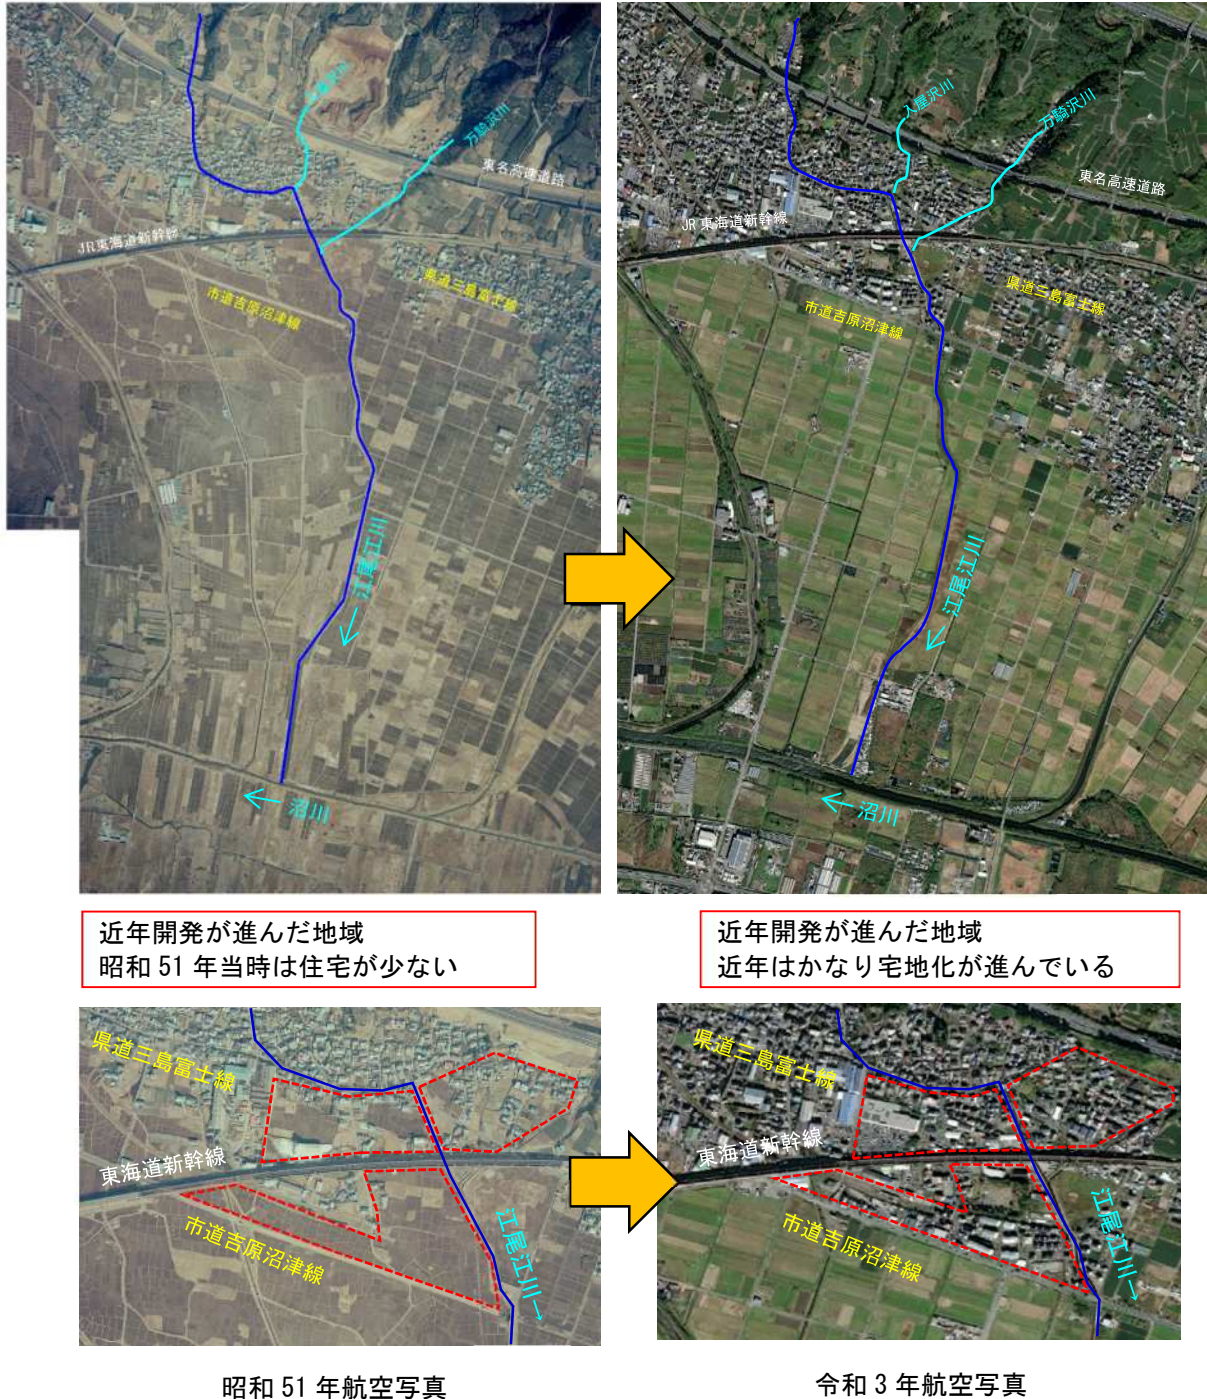 入屋沢川
万騎沢川
東名高速道路
JR東海道新幹線
県道三島富士線
市道吉原沼津線
江尾江川
沼川
入屋沢川
万騎沢川
東名高速道路
JR東海道新幹線
県道三島富士線
市道吉原沼津線
江尾江川
沼川
近年開発が進んだ地域
昭和 51 年当時は住宅が少ない
近年開発が進んだ地域
近年はかなり宅地化が進んでいる
県道三島富士線
東海道新幹線
市道吉原沼津線
江尾江川→
県道三島富士線
東海道新幹線
市道吉原沼津線
江尾江川→
昭和 51 年航空写真
令和 3 年航空写真